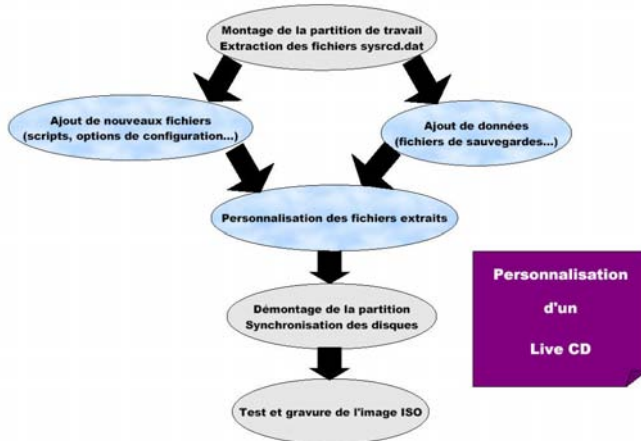 Montage de la partition de travail
Extraction des fichiers sysrcd.dat
Ajout de nouveaux fichiers
(scripts, options de configuration...)
Ajout de données
(fichiers de sauvegardes...)
Personnalisation des fichiers extraits
Démontage de la partition
Synchronisation des disques
Personnalisation
d'un
Live CD
Test et gravure de l'image ISO